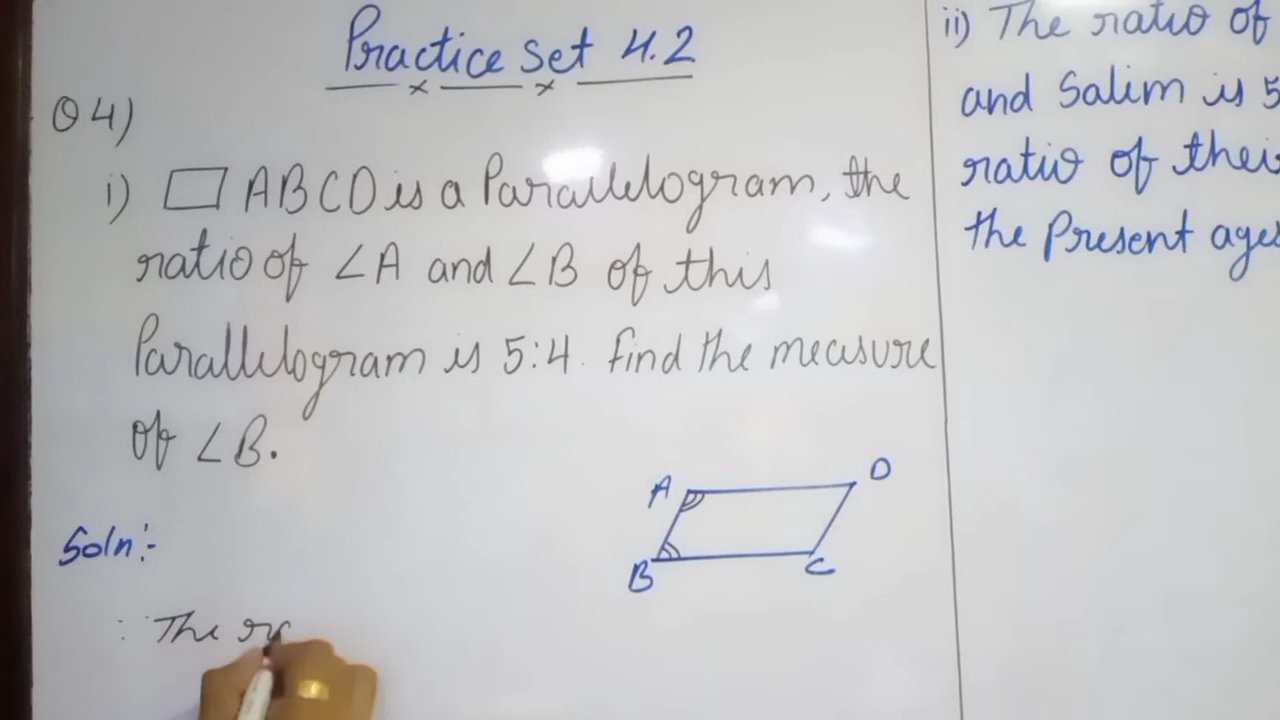 Practice Set 4.2
Q4)
i) ▭ ABCD is a Parallelogram, the
ratio of ∠A and ∠B of this
Parallelogram is 5:4. find the measure
of ∠B.
Soln:-
A
D
B
C
: The
ii) The ratio of
and Salim is 5
ratio of thei
the Present ages